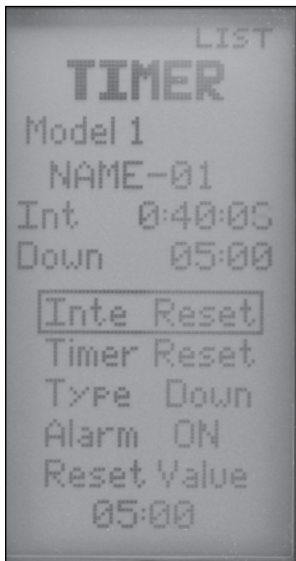 LIST
TIMER
Model 1
NAME-01
Int 0:40:05
Down 05:00
Inte Reset
Timer Reset
Type Down
Alarm ON
Reset Value
05:00